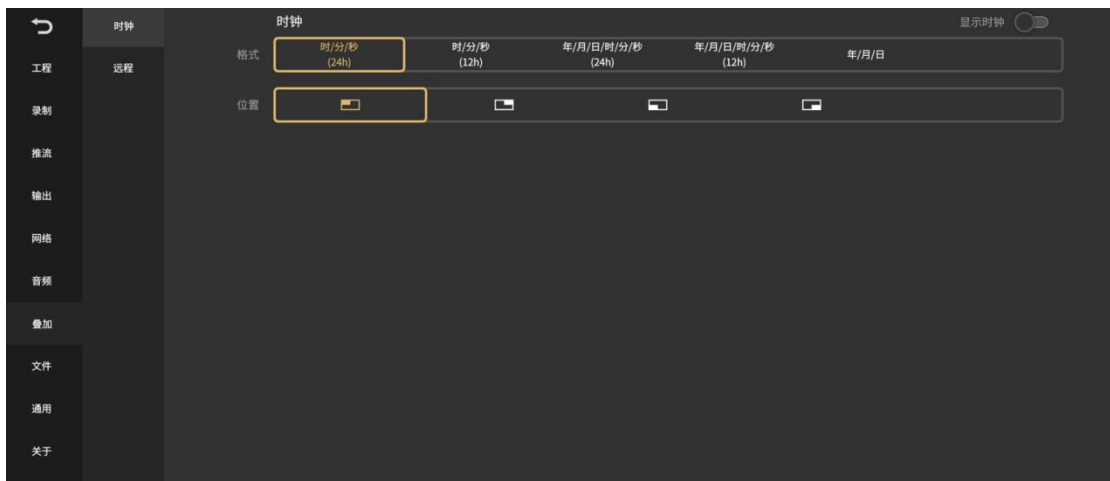 时钟
显示时钟
格式
时/分/秒
(24h)
时/分/秒
(12h)
年/月/日/时/分/秒
(24h)
年/月/日/时/分/秒
(12h)
年/月/日
位置
工程
录制
推流
输出
网络
音频
叠加
文件
通用
关于
时钟
远程